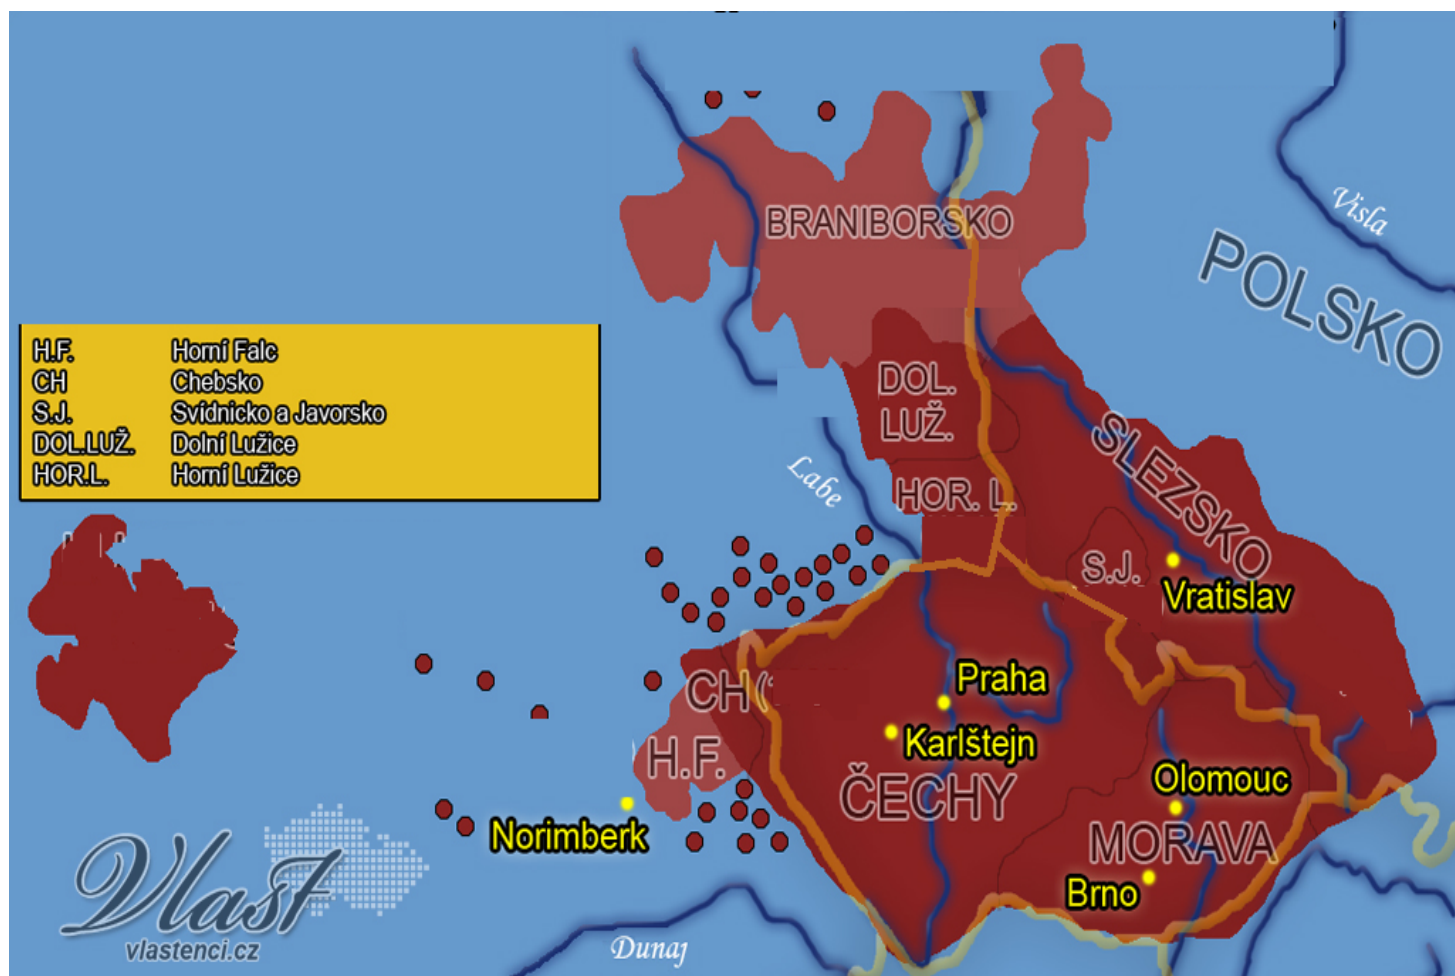 Visla
BRANIBORSKO
POLSKO
H.F. Horní Falc
CH Chebsko
S.J. Svídnicko a Javorsko
DOL.LUŽ. Dolní Lužice
HOR.L. Horní Lužice
DOL.
LUŽ.
SLEZSKO
Labe
HOR. L.
S.J.
Vratislav
CH
Praha
H.F.
Karlštejn
ČECHY
Olomouc
Norimberk
MORAVA
Brno
Vlast
vlastenci.cz
Dunaj